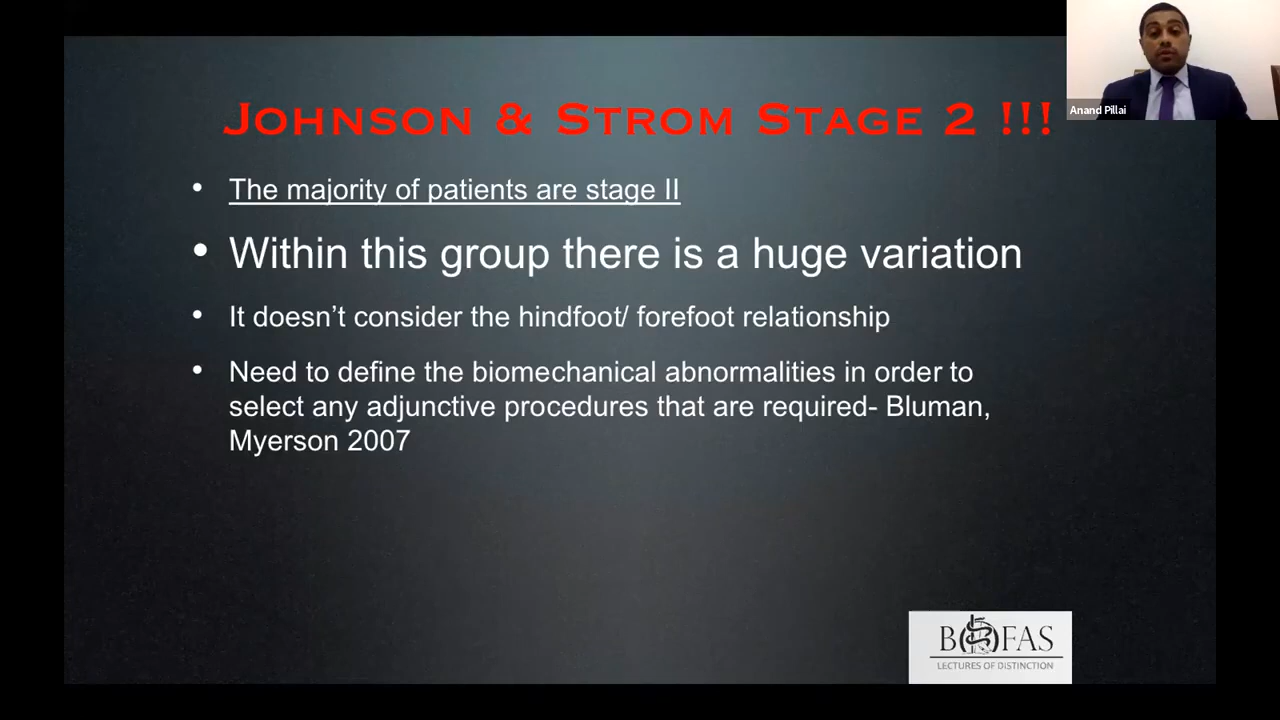 Anand Pillai
JOHNSON & STROM STAGE 2 !!!
• The majority of patients are stage II
• Within this group there is a huge variation
• It doesn’t consider the hindfoot/ forefoot relationship
• Need to define the biomechanical abnormalities in order to
select any adjunctive procedures that are required- Bluman,
Myerson 2007
BOFAS
LECTURES OF DISTINCTION